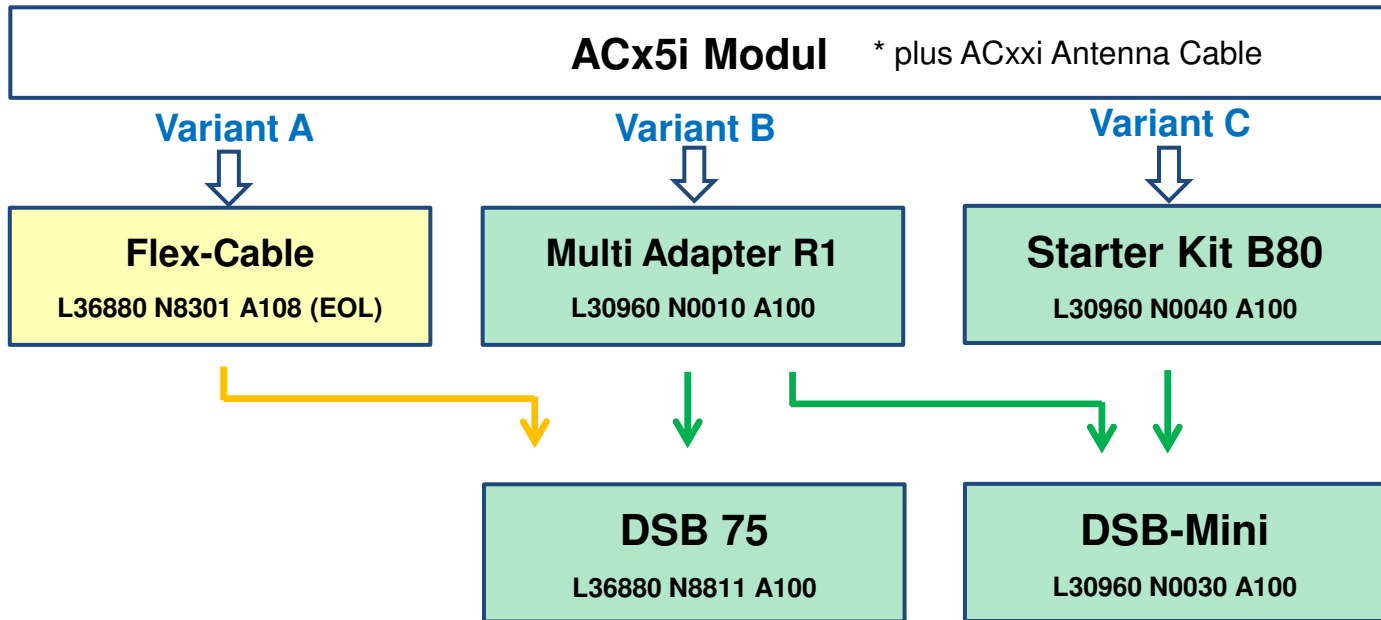 ACx5i Modul * plus ACxxi Antenna Cable
Variant A Variant B Variant C
Flex-Cable
L36880 N8301 A108 (EOL)
Multi Adapter R1
L30960 N0010 A100
Starter Kit B80
L30960 N0040 A100
DSB 75
L36880 N8811 A100
DSB-Mini
L30960 N0030 A100